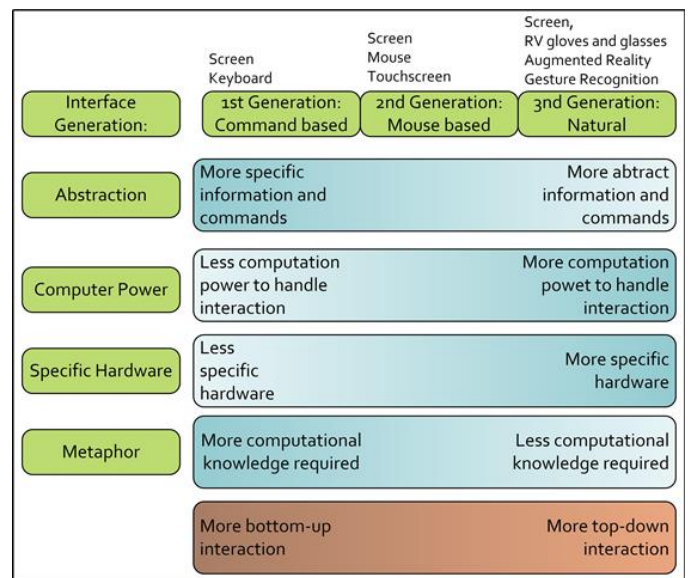 Screen
Keyboard
Screen
Mouse
Touchscreen
Screen,
RV gloves and glasses
Augmented Reality
Gesture Recognition
Interface
Generation:
1st Generation:
Command based
2nd Generation:
Mouse based
3nd Generation:
Natural
Abstraction
More specific
information and
commands
More abtract
information and
commands
Computer Power
Less computation
power to handle
interaction
More computation
powet to handle
interaction
Specific Hardware
Less
specific
hardware
More specific
hardware
Metaphor
More computational
knowledge required
Less computational
knowledge required
More bottom-up
interaction
More top-down
interaction